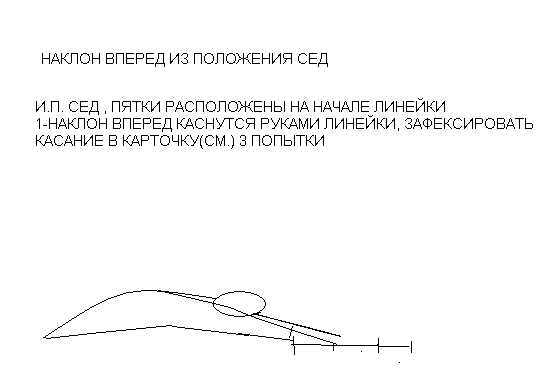 НАКЛОН ВПЕРЕД ИЗ ПОЛОЖЕНИЯ СЕД
И.П. СЕД , ПЯТКИ РАСПОЛОЖЕНЫ НА НАЧАЛЕ ЛИНЕЙКИ
1-НАКЛОН ВПЕРЕД КАСНУТСЯ РУКАМИ ЛИНЕЙКИ, ЗАФЕКСИРОВАТЬ
КАСАНИЕ В КАРТОЧКУ(СМ.) 3 ПОПЫТКИ